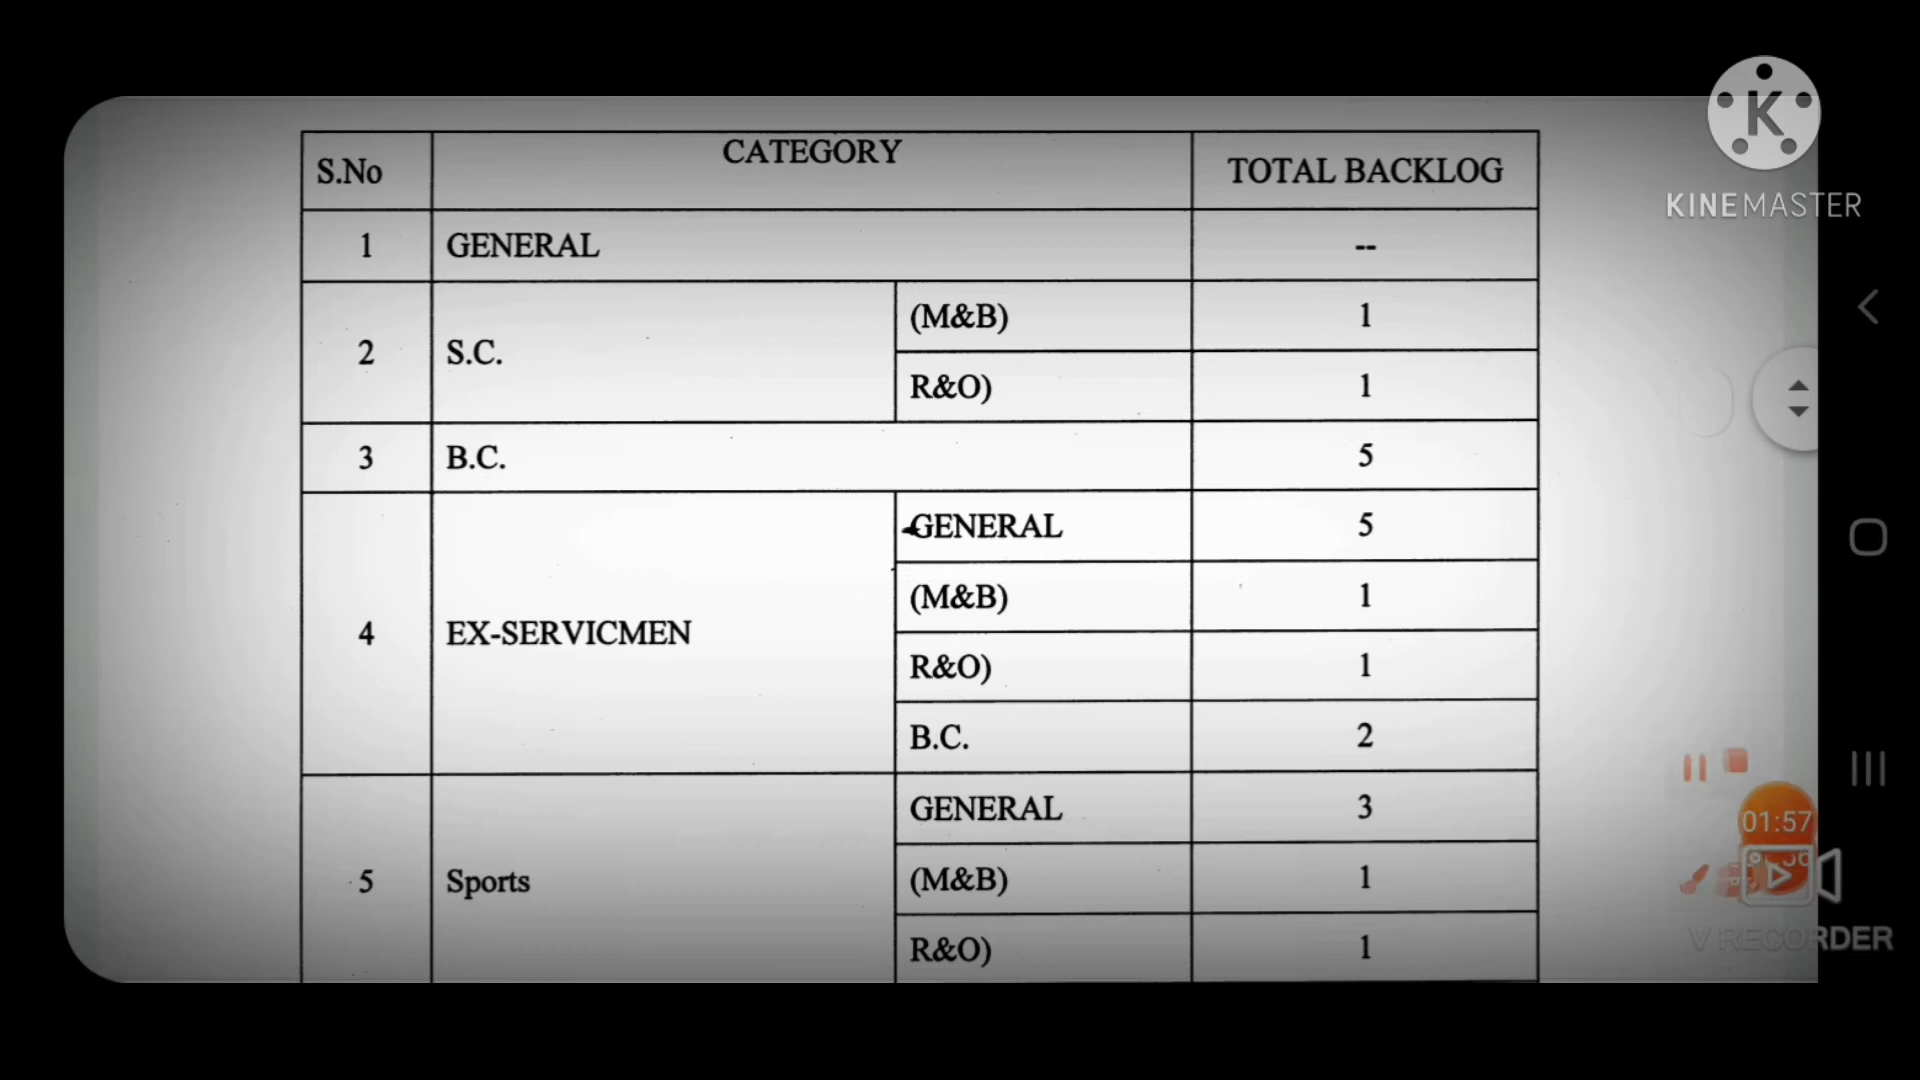 S.No CATEGORY TOTAL BACKLOG
1 GENERAL --
2 S.C. (M&B) 1
R&O) 1
3 B.C. 5
4 EX-SERVICMEN GENERAL 5
(M&B) 1
R&O) 1
B.C. 2
5 Sports GENERAL 3
(M&B) 1
R&O) 1
K
KINEMASTER
01:57
V RECORDER